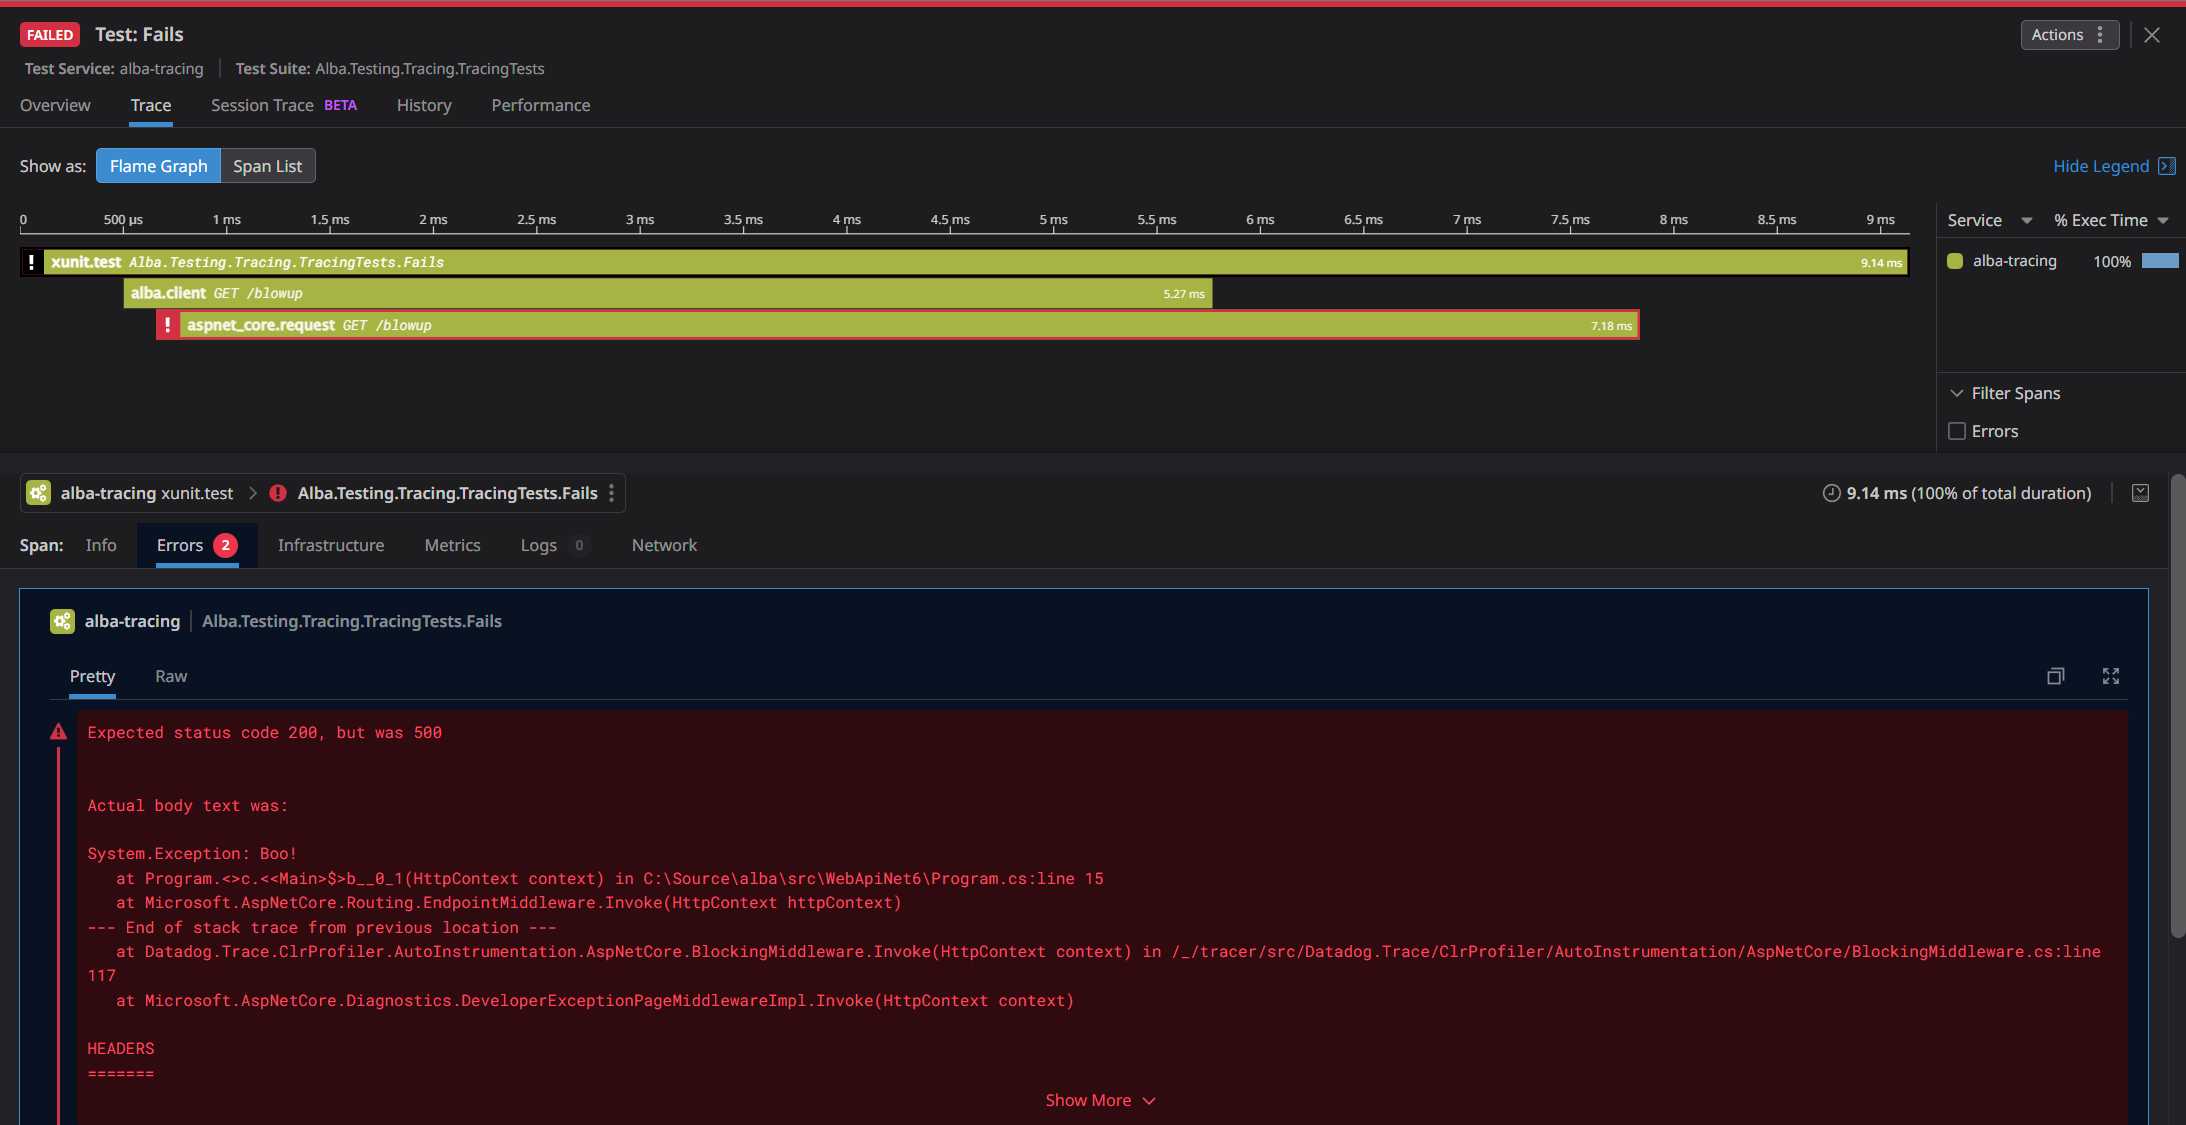 FAILED Test: Fails Actions
Test Service: alba-tracing Test Suite: Alba.Testing.Tracing.TracingTests
Overview Trace Session Trace BETA History Performance
Show as: Flame Graph Span List Hide Legend
0 500 µs 1 ms 1.5 ms 2 ms 2.5 ms 3 ms 3.5 ms 4 ms 4.5 ms 5 ms 5.5 ms 6 ms 6.5 ms 7 ms 7.5 ms 8 ms 8.5 ms 9 ms Service % Exec Time
! xunit.test Alba.Testing.Tracing.TracingTests.Fails 9.14 ms alba-tracing 100%
alba.client GET /blowup 5.27 ms
! aspnet_core.request GET /blowup 7.18 ms
Filter Spans
Errors
alba-tracing xunit.test > Alba.Testing.Tracing.TracingTests.Fails 9.14 ms (100% of total duration)
Span: Info Errors 2 Infrastructure Metrics Logs 0 Network
alba-tracing Alba.Testing.Tracing.TracingTests.Fails
Pretty Raw
Expected status code 200, but was 500
Actual body text was:
System.Exception: Boo!
at Program.<>c.<<Main>$>b__0_1(HttpContext context) in C:\Source\alba\src\WebApiNet6\Program.cs:line 15
at Microsoft.AspNetCore.Routing.EndpointMiddleware.Invoke(HttpContext httpContext)
--- End of stack trace from previous location ---
at Datadog.Trace.ClrProfiler.AutoInstrumentation.AspNetCore.BlockingMiddleware.Invoke(HttpContext context) in /_/tracer/src/Datadog.Trace/ClrProfiler/AutoInstrumentation/AspNetCore/BlockingMiddleware.cs:line
117
at Microsoft.AspNetCore.Diagnostics.DeveloperExceptionPageMiddlewareImpl.Invoke(HttpContext context)
HEADERS
=======
Show More